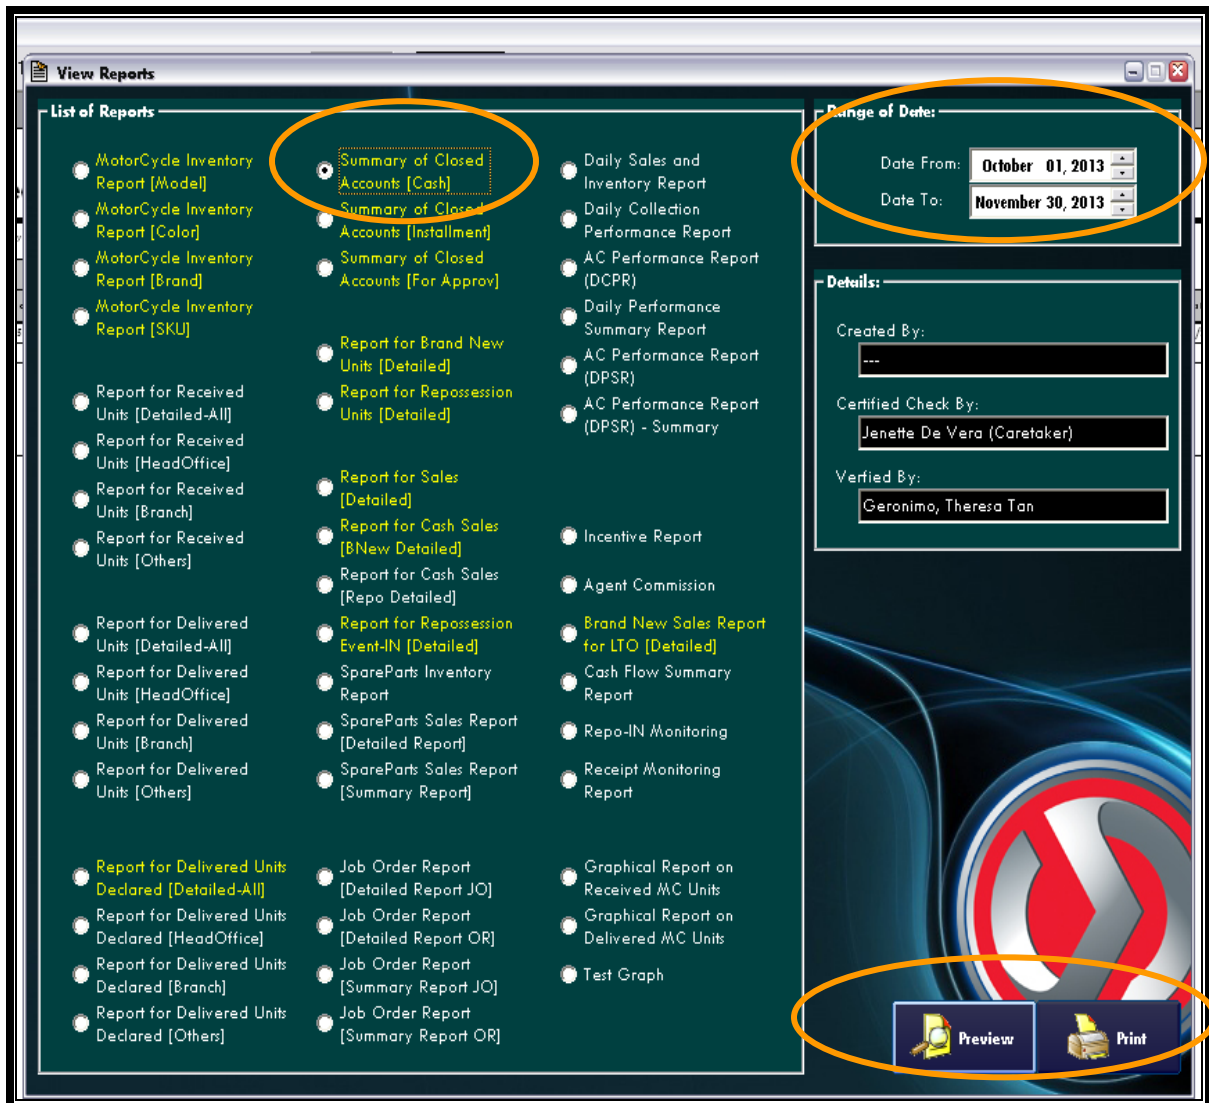 View Reports
List of Reports
MotorCycle Inventory
Report [Model]
MotorCycle Inventory
Report [Color]
MotorCycle Inventory
Report [Brand]
MotorCycle Inventory
Report [SKU]
Report for Received
Units [Detailed-All]
Report for Received
Units [HeadOffice]
Report for Received
Units [Branch]
Report for Received
Units [Others]
Report for Delivered
Units [Detailed-All]
Report for Delivered
Units [HeadOffice]
Report for Delivered
Units [Branch]
Report for Delivered
Units [Others]
Report for Delivered Units
Declared [Detailed-All]
Report for Delivered Units
Declared [HeadOffice]
Report for Delivered Units
Declared [Branch]
Report for Delivered Units
Declared [Others]
Summary of Closed
Accounts [Cash]
Summary of Closed
Accounts [Installment]
Summary of Closed
Accounts [For Approv]
Report for Brand New
Units [Detailed]
Report for Repossession
Units [Detailed]
Report for Sales
[Detailed]
Report for Cash Sales
[BNew Detailed]
Report for Cash Sales
[Repo Detailed]
Report for Repossession
Event-IN [Detailed]
SpareParts Inventory
Report
SpareParts Sales Report
[Detailed Report]
SpareParts Sales Report
[Summary Report]
Job Order Report
[Detailed Report JO]
Job Order Report
[Detailed Report OR]
Job Order Report
[Summary Report JO]
Job Order Report
[Summary Report OR]
Daily Sales and
Inventory Report
Daily Collection
Performance Report
AC Performance Report
(DCPR)
Daily Performance
Summary Report
AC Performance Report
(DPSR)
AC Performance Report
(DPSR) - Summary
Incentive Report
Agent Commission
Brand New Sales Report
for LTO [Detailed]
Cash Flow Summary
Report
Repo-IN Monitoring
Receipt Monitoring
Report
Graphical Report on
Received MC Units
Graphical Report on
Delivered MC Units
Test Graph
Range of Date:
Date From: October 01, 2013
Date To: November 30, 2013
Details:
Created By:
---
Certified Check By:
Jenette De Vera (Caretaker)
Verfied By:
Geronimo, Theresa Tan
Preview
Print